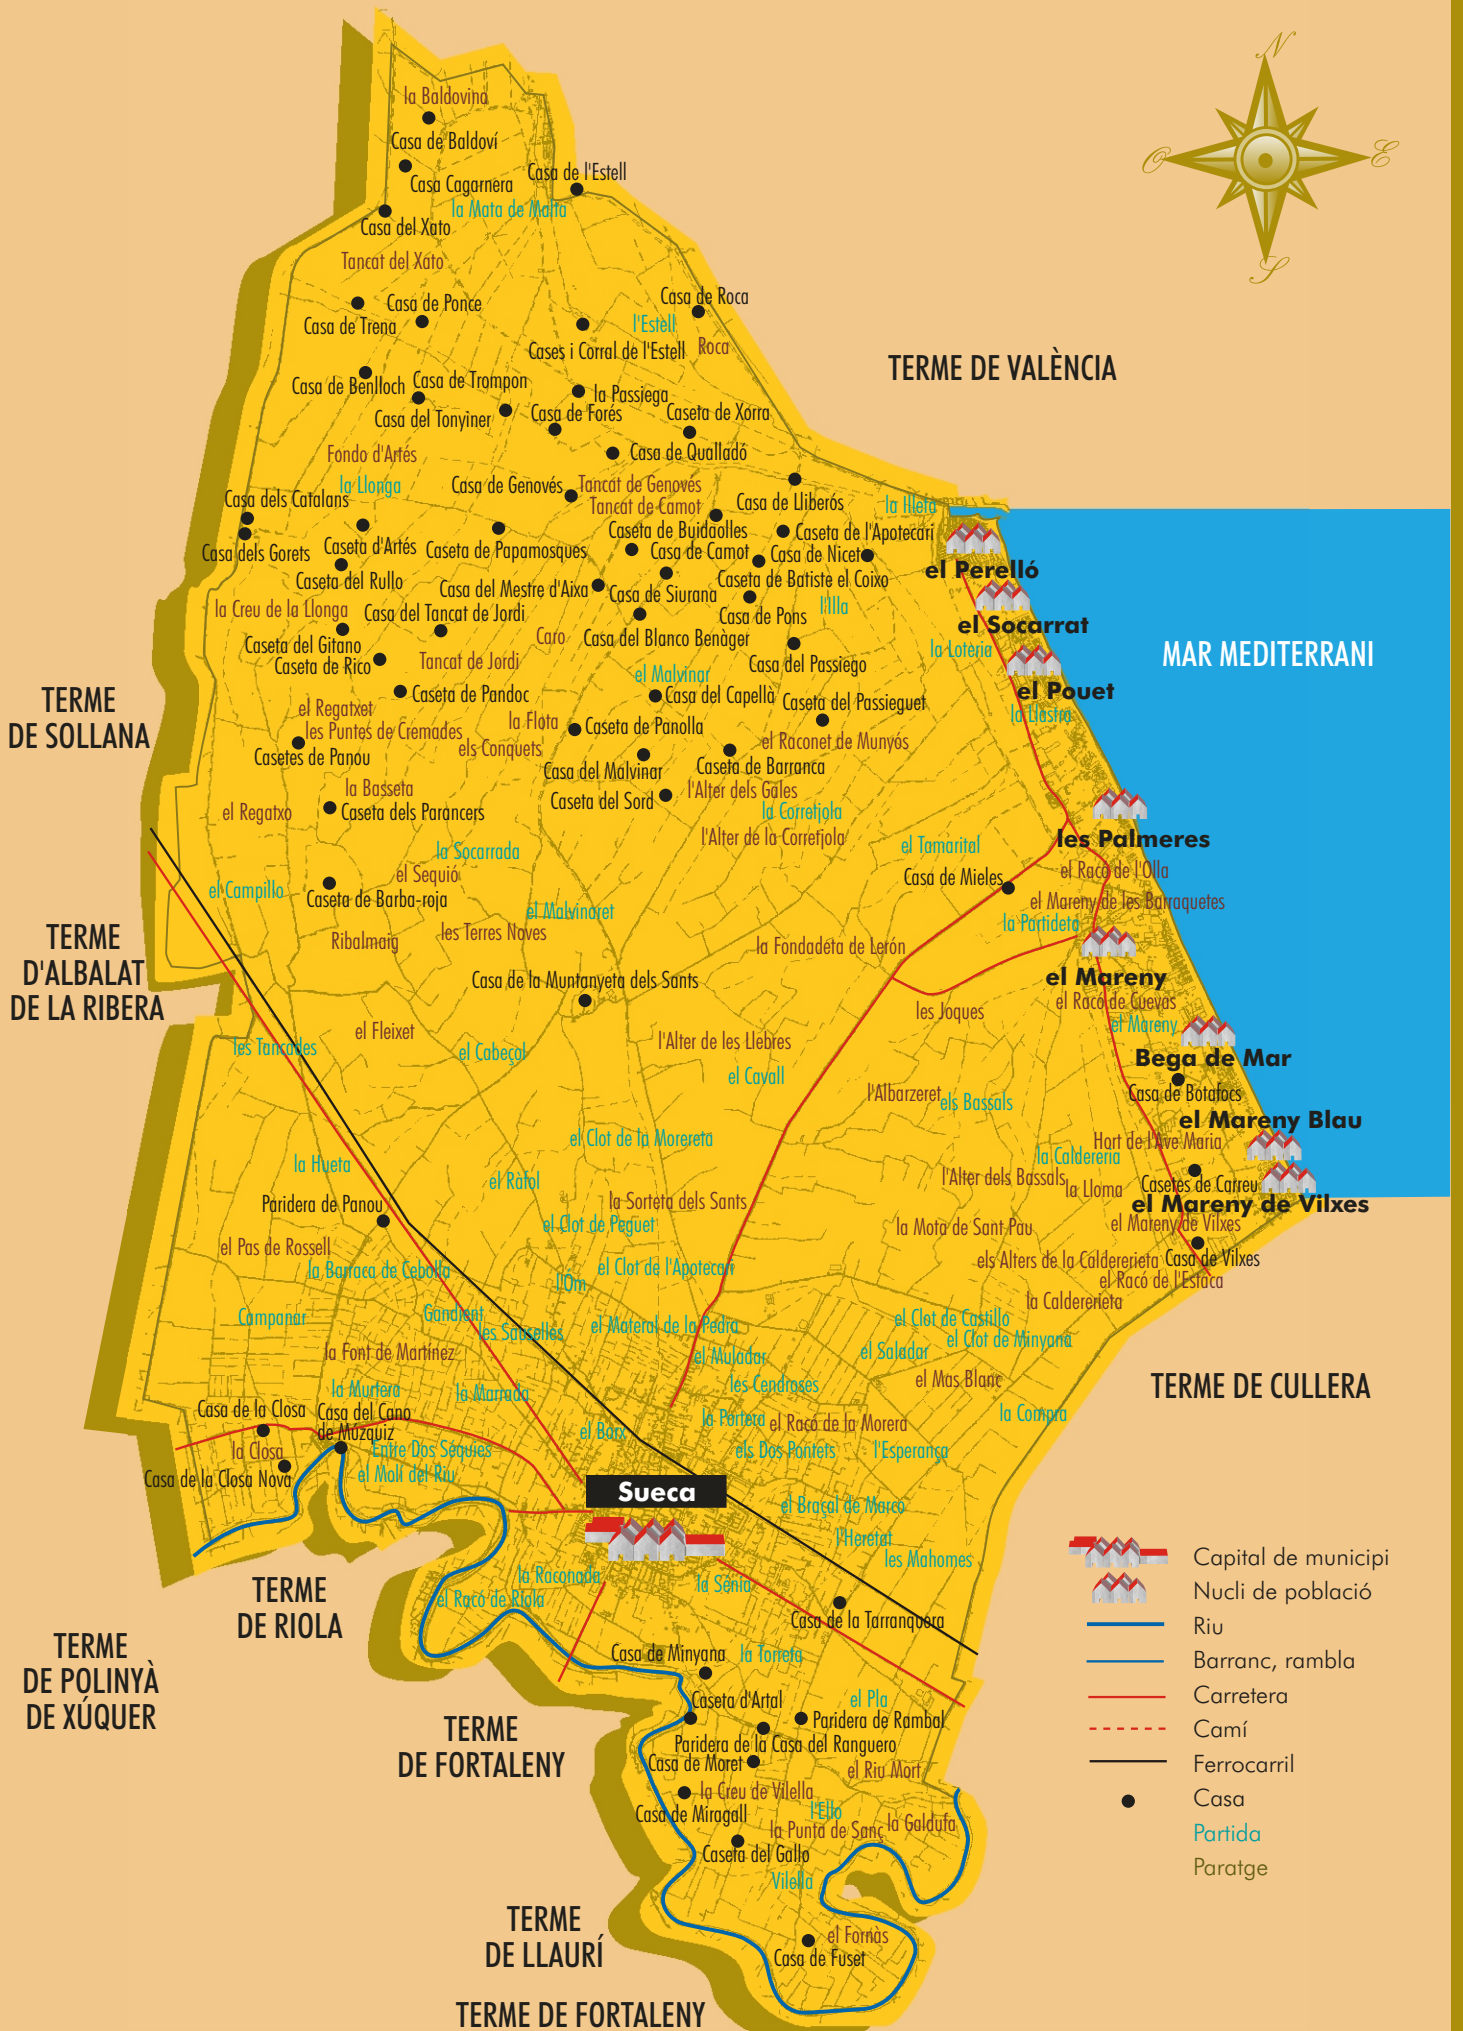 N
la Baldovina
Casa de Baldoví
O
E
Casa de l'Estell
Casa Cagarnera
la Mata de Malta
Casa del Xato
Tancat del Xato
S
Casa de Roca
Casa de Ponce
Casa de Trena
l'Estell
Cases i Corral de l'Estell
Roca
TERME DE VALÈNCIA
Casa de Benlloch
Casa de Trompon
la Passiega
Casa del Tonyiner
Casa de Forés
Caseta de Xorra
Fondo d'Artés
Casa de Qualladó
la Llonga
Casa de Genovés
Tancat de Genovés
Casa dels Catalans
Tancat de Camot
Casa de Lliberós
la Illeta
Caseta de Buidaolles
Caseta de l'Apotecari
Casa dels Gorets
Caseta d'Artés
Caseta de Papamosques
Casa de Camot
Casa de Nicet
el Perelló
Caseta del Rullo
Casa del Mestre d'Aixa
Casa de Siurana
Caseta de Batiste el Coixo
la Creu de la Llonga
Casa del Tancat de Jordi
l'Illa
Casa de Pons
el Socarrat
Caseta del Gitano
Caro
Casa del Blanco Benàger
la Loteria
MAR MEDITERRANI
Caseta de Rico
Tancat de Jordi
el Malvinar
Casa del Passiego
Caseta de Pandoc
Casa del Capellà
Caseta del Passieguet
el Pouet
TERME
DE SOLLANA
el Regatxet
les Puntes de Cremades
la Flota
Caseta de Panolla
la Llastra
Casetes de Panou
els Conquets
el Raconet de Munyós
Casa del Malvinar
Caseta de Barranca
la Basseta
Caseta del Sord
l'Alter dels Gales
el Regatxo
Caseta dels Parancers
la Corretjola
l'Alter de la Corretjola
les Palmeres
la Socarrada
el Tamarital
el Sequió
el Racó de l'Olla
el Campillo
Caseta de Barba-roja
Casa de Mieles
el Mareny de les Barraquetes
el Malvinaret
la Partideta
TERME
D'ALBALAT
DE LA RIBERA
Ribalmaig
les Terres Noves
la Fondadeta de Lerón
Casa de la Muntanyeta dels Sants
el Mareny
el Racó de Cuevas
les Joques
el Mareny
el Fleixet
l'Alter de les Llebres
les Tancades
el Cabeçol
Bega de Mar
el Cavall
Casa de Botafocs
l'Albarzeret
els Bassals
el Mareny Blau
el Clot de la Morereta
Hort de l'Ave Maria
la Hueta
la Caldereria
el Ràfol
l'Alter dels Bassals
Casetes de Carreu
Paridera de Panou
la Sorteta dels Sants
la Lloma
el Mareny de Vilxes
el Clot de Peguet
la Mota de Sant Pau
el Mareny de Vilxes
el Pas de Rossell
la Barraca de Cebolla
el Clot de l'Apotecari
els Alters de la Caldererieta
Casa de Vilxes
l'Om
el Racó de l'Estaca
Campanar
Gandient
la Caldererieta
les Sauselles
el Materal de la Pedra
el Clot de Castilló
el Clot de Minyana
la Font de Martínez
el Muladar
el Saladar
les Cendroses
el Mas Blanc
TERME DE CULLERA
la Murtera
la Marrada
Casa de la Closa
Casa del Cano
de Múzquiz
la Portera
el Racó de la Morera
la Compra
la Closa
Entre Dos Séquies
el Barx
els Dos Pontets
l'Esperança
Casa de la Closa Nova
el Molí del Riu
Sueca
el Braçal de Marco
l'Heretat
les Mahomes
Capital de municipi
la Raconada
la Sénia
Nucli de població
TERME
DE RIOLA
el Racó de Riola
Casa de la Tarranquera
Riu
TERME
DE POLINYÀ
DE XÚQUER
Casa de Minyana
la Torreta
Barranc, rambla
Caseta d'Artal
el Pla
Carretera
Paridera de Rambal
TERME
DE FORTALENY
Paridera de la Casa del Ranguero
Camí
Casa de Moret
el Riu Mort
Ferrocarril
la Creu de Vilella
Casa
Casa de Miragall
l'Ello
la Punta de Sanç
la Galdufa
Partida
Caseta del Gallo
Paratge
Vilella
TERME
DE LLAURÍ
el Fornàs
Casa de Fuset
TERME DE FORTALENY